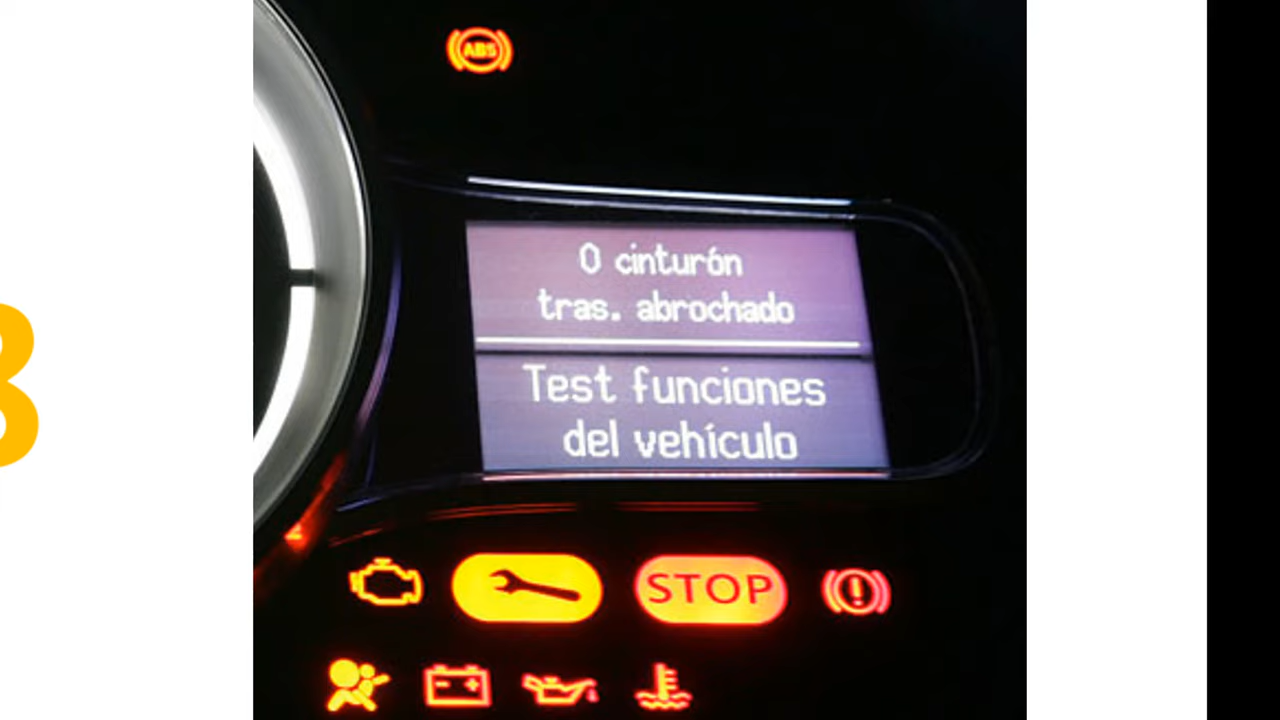 ABS
0 cinturón
tras. abrochado
Test funciones
del vehículo
STOP